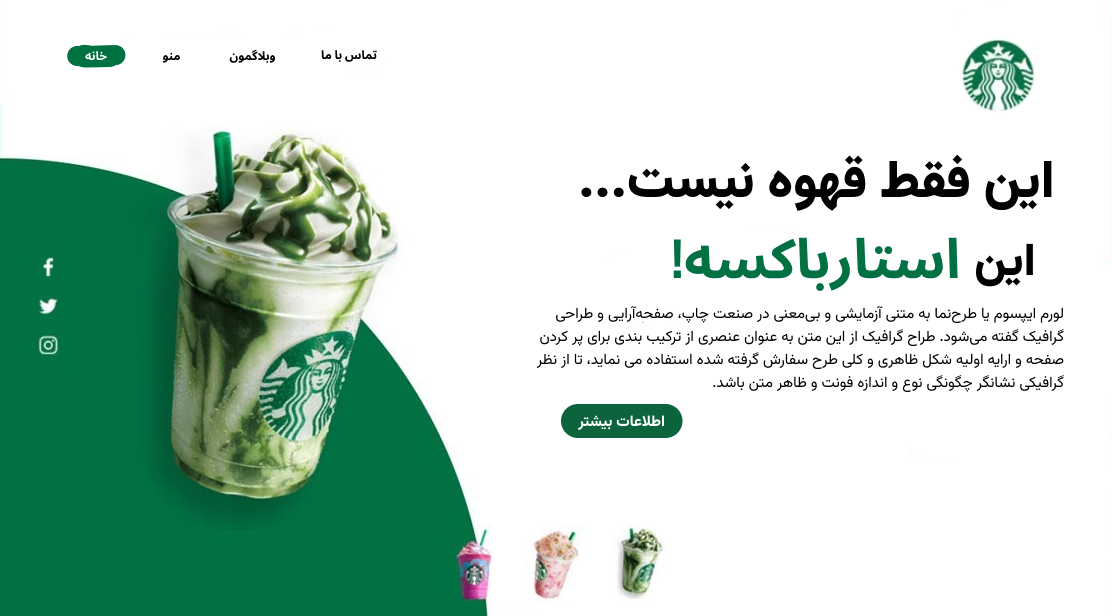 خانه
منو
وبلاگمون
تماس با ما
این فقط قهوه نیست...
این استارباکسه!
لورم ایپسوم یا طرح‌نما به متنی آزمایشی و بی‌معنی در صنعت چاپ، صفحه‌آرایی و طراحی
گرافیک گفته می‌شود. طراح گرافیک از این متن به عنوان عنصری از ترکیب بندی برای پر کردن
صفحه و ارایه اولیه شکل ظاهری و کلی طرح سفارش گرفته شده استفاده می نماید، تا از نظر
گرافیکی نشانگر چگونگی نوع و اندازه فونت و ظاهر متن باشد.
اطلاعات بیشتر